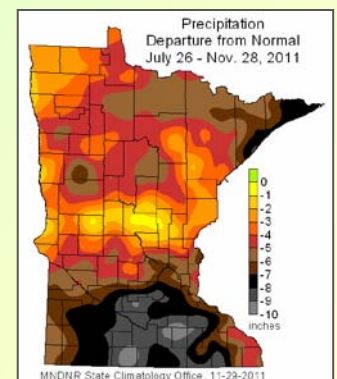 Precipitation
Departure from Normal
July 26 - Nov. 28, 2011
0
-1
-2
-3
-4
-5
-6
-7
-8
-9
-10
inches
MNDNR State Climatology Office, 11-29-2011